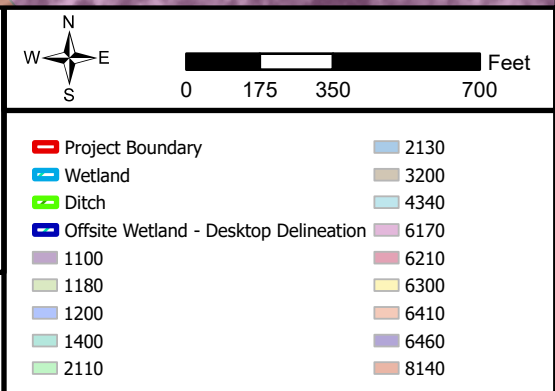 N
W E
S
Feet
0 175 350 700
Project Boundary
Wetland
Ditch
Offsite Wetland - Desktop Delineation
1100
1180
1200
1400
2110
2130
3200
4340
6170
6210
6300
6410
6460
8140